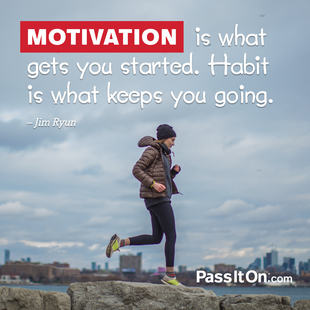 MOTIVATION is what
gets you started. Habit
is what keeps you going.
– Jim Ryun
PassItOn.com